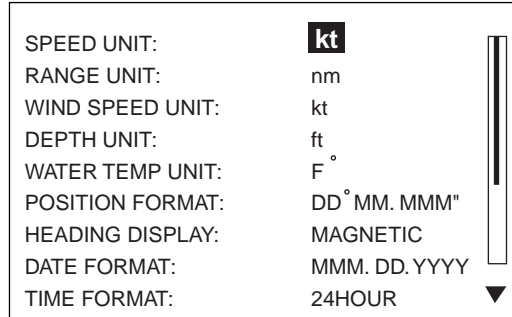 SPEED UNIT: kt
RANGE UNIT: nm
WIND SPEED UNIT: kt
DEPTH UNIT: ft
WATER TEMP UNIT: F°
POSITION FORMAT: DD°MM. MMM"
HEADING DISPLAY: MAGNETIC
DATE FORMAT: MMM. DD. YYYY
TIME FORMAT: 24HOUR